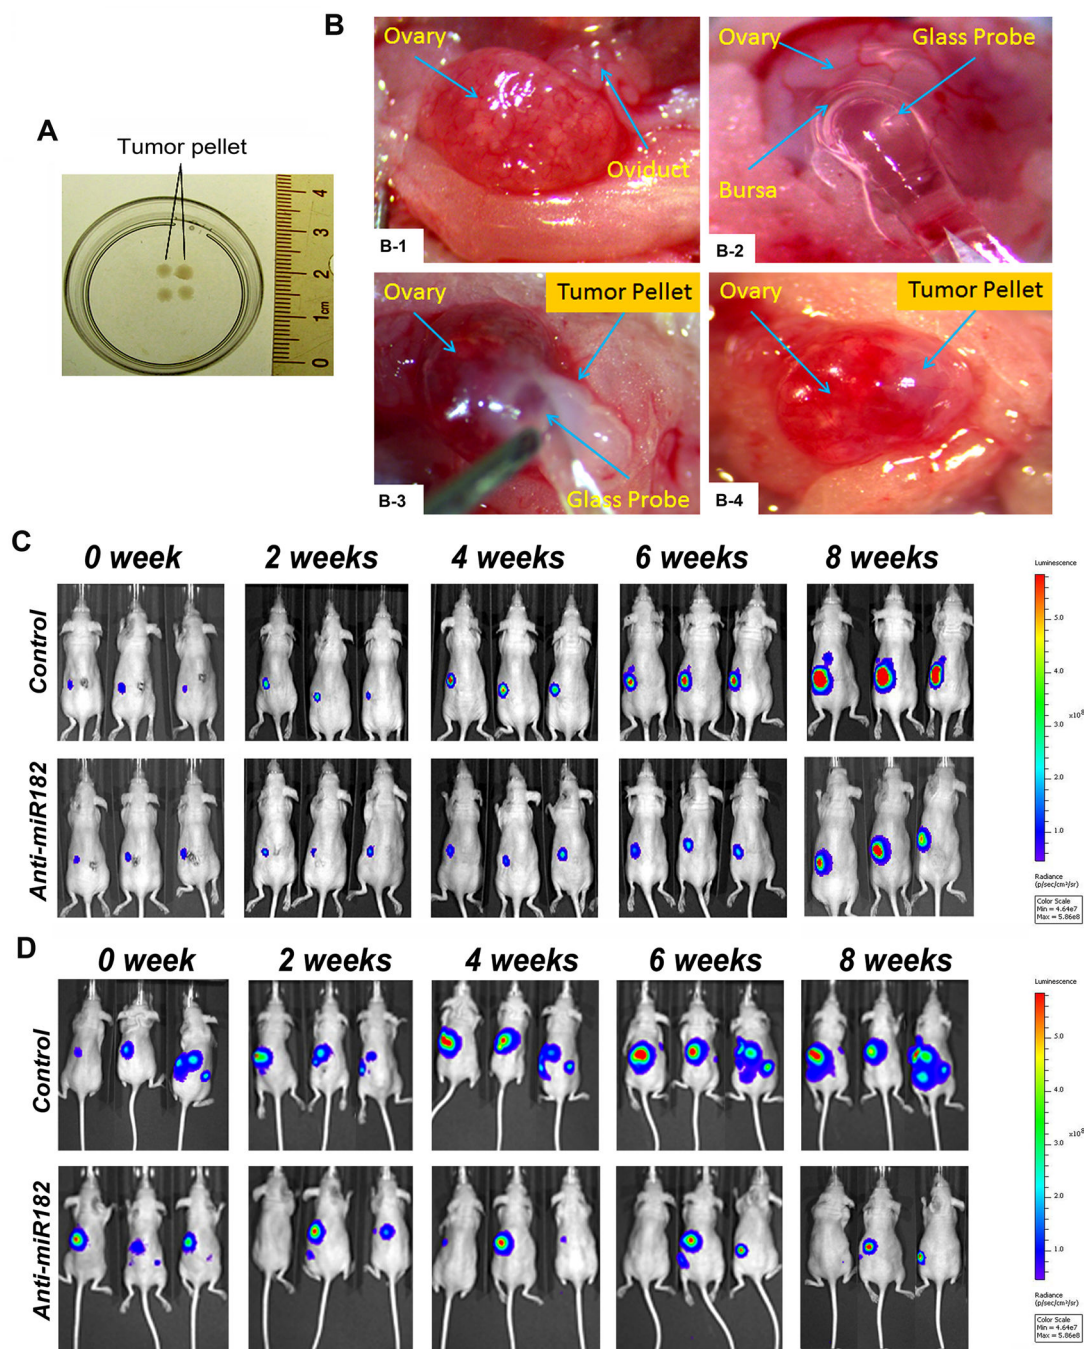 A
Tumor pellet
4
3
2
1cm
0
B
Ovary
Oviduct
B-1
Ovary
Glass Probe
Bursa
B-2
Ovary
Tumor Pellet
Glass Probe
B-3
Ovary
Tumor Pellet
B-4
C
0 week
2 weeks
4 weeks
6 weeks
8 weeks
Control
Anti-miR182
Luminescence
5.0
4.0
x10⁸
3.0
2.0
1.0
Radiance
(p/sec/cm²/sr)
Color Scale
Min = 4.64e7
Max = 5.86e8
D
0 week
2 weeks
4 weeks
6 weeks
8 weeks
Control
Anti-miR182
Luminescence
5.0
4.0
x10⁸
3.0
2.0
1.0
Radiance
(p/sec/cm²/sr)
Color Scale
Min = 4.64e7
Max = 5.86e8